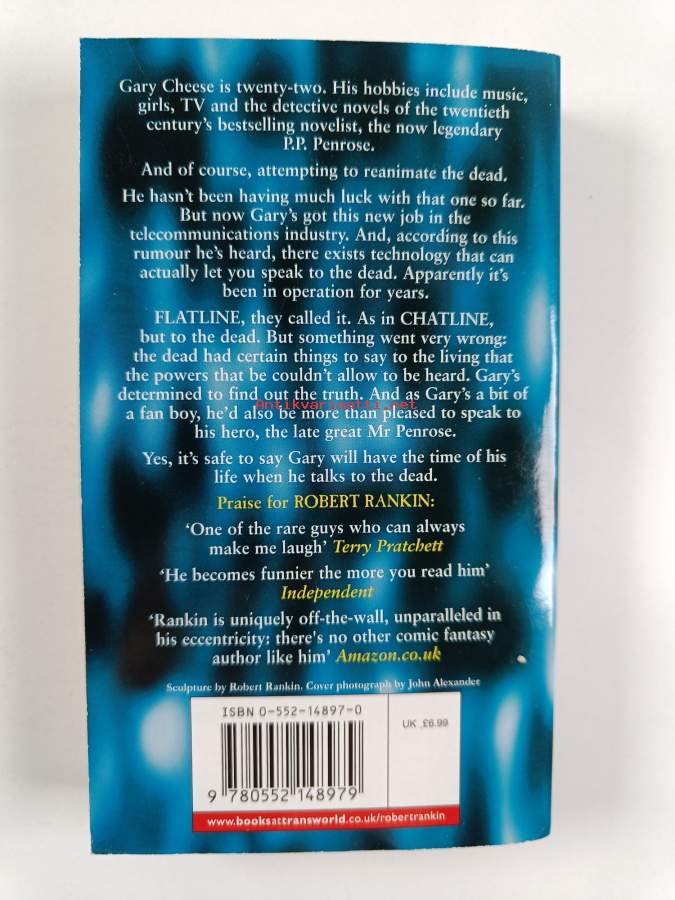 Gary Cheese is twenty-two. His hobbies include music,
girls, TV and the detective novels of the twentieth
century's bestselling novelist, the now legendary
P.P. Penrose.
And of course, attempting to reanimate the dead.
He hasn't been having much luck with that one so far.
But now Gary's got this new job in the
telecommunications industry. And, according to this
rumour he's heard, there exists technology that can
actually let you speak to the dead. Apparently it's
been in operation for years.
FLATLINE, they called it. As in CHATLINE,
but to the dead. But something went very wrong:
the dead had certain things to say to the living that
the powers that be couldn't allow to be heard. Gary's
determined to find out the truth. And as Gary's a bit of
Antikvariaatti.net
a fan boy, he'd also be more than pleased to speak to
his hero, the late great Mr Penrose.
Yes, it's safe to say Gary will have the time of his
life when he talks to the dead.
Praise for ROBERT RANKIN:
'One of the rare guys who can always
make me laugh' Terry Pratchett
'He becomes funnier the more you read him'
Independent
'Rankin is uniquely off-the-wall, unparalleled in
his eccentricity: there's no other comic fantasy
author like him' Amazon.co.uk
Sculpture by Robert Rankin. Cover photograph by John Alexander
ISBN 0-552-14897-0
UK £6.99
9 780552 148979
www.booksattransworld.co.uk/robertrankin